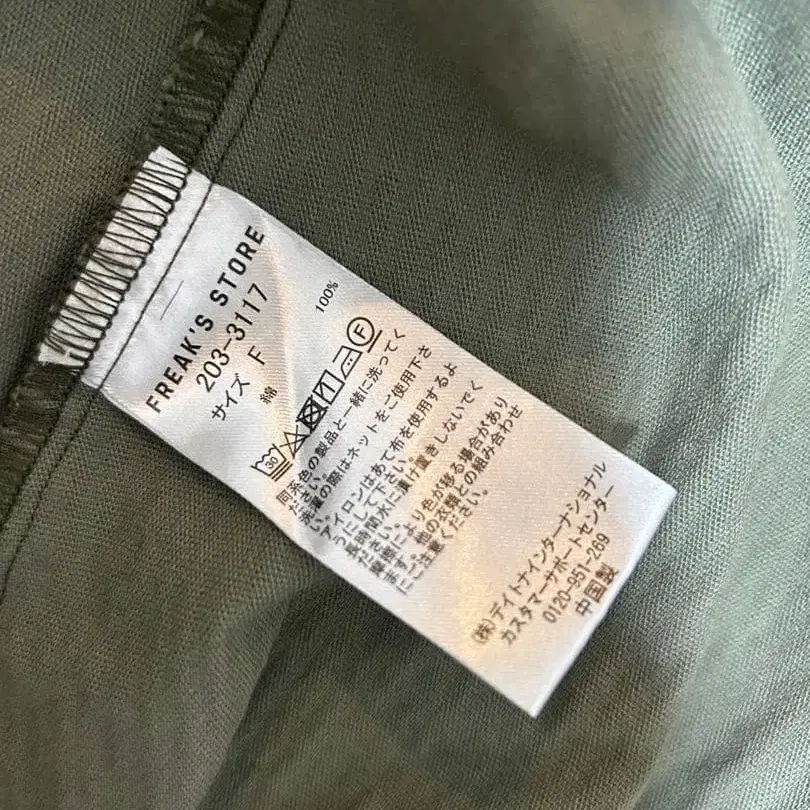 FREAK'S STORE
203-3117
サイズ F
綿 100%
30 F
同系色の製品と一緒に洗ってく
ださい。
洗濯の際はネットをご使用下さ
い。
アイロンはあて布を使用するよ
うにして下さい。
長時間水に漬け置きしないでく
ださい。
摩擦により色が移る場合があり
ます。他の衣類との組み合わせ
にご注意ください。
(株)デイトナインターナショナル
カスタマーサポートセンター
0120-951-269
中国製